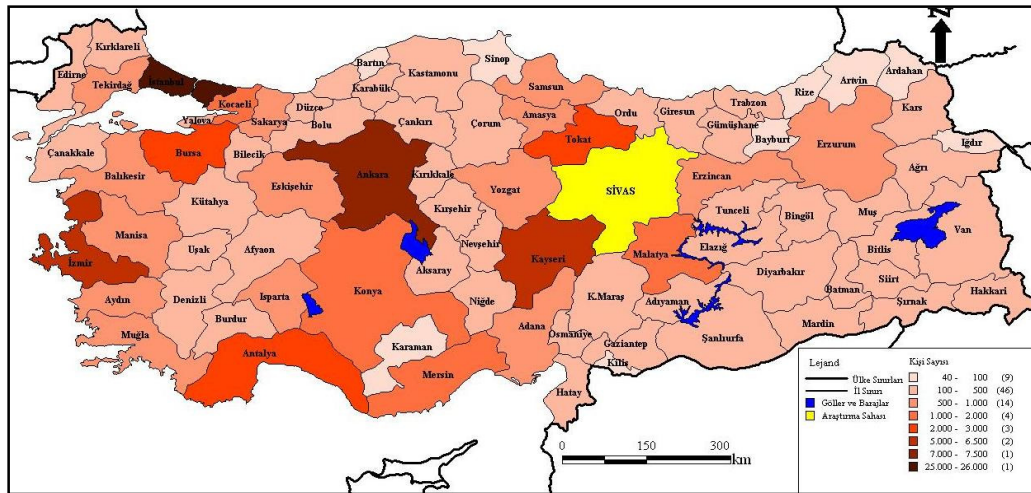 N
Kırklareli
Edirne
Tekirdağ
İstanbul
Kocaeli
Yalova
Sakarya
Düzce
Bolu
Bartın
Karabük
Kastamonu
Sinop
Çankırı
Çorum
Samsun
Amasya
Tokat
Ordu
Giresun
Trabzon
Gümüşhane
Bayburt
Rize
Artvin
Ardahan
Kars
Iğdır
Ağrı
Erzurum
Erzincan
Çanakkale
Balıkesir
Bursa
Bilecik
Kütahya
Eskişehir
Ankara
Kırıkkale
Kırşehir
Yozgat
SİVAS
Tunceli
Bingöl
Muş
Van
Bitlis
Manisa
İzmir
Uşak
Afyon
Konya
Aksaray
Nevşehir
Kayseri
Malatya
Elazığ
Diyarbakır
Batman
Siirt
Şırnak
Hakkari
Aydın
Denizli
Isparta
Burdur
Muğla
Antalya
Karaman
Niğde
Mersin
Adana
K.Maraş
Osmaniye
Adıyaman
Gaziantep
Kilis
Şanlıurfa
Mardin
Hatay
0 150 300
km
Lejand
Ülke Sınırları
İl Sınırı
Göller ve Barajlar
Araştırma Sahası
Kişi Sayısı
40 - 100 (9)
100 - 500 (46)
500 - 1.000 (14)
1.000 - 2.000 (4)
2.000 - 3.000 (3)
5.000 - 6.500 (2)
7.000 - 7.500 (1)
25.000 - 26.000 (1)